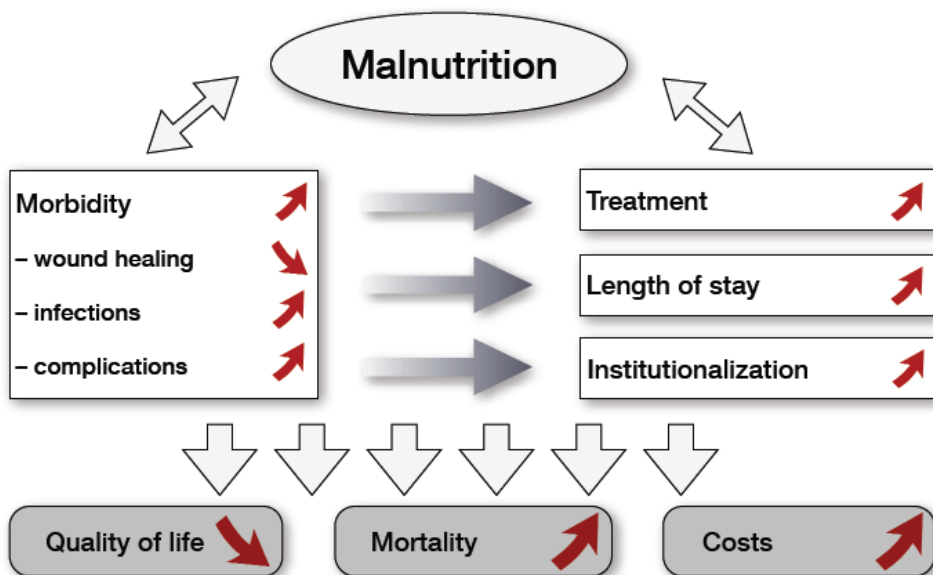 Malnutrition
Morbidity
– wound healing
– infections
– complications
Treatment
Length of stay
Institutionalization
Quality of life
Mortality
Costs